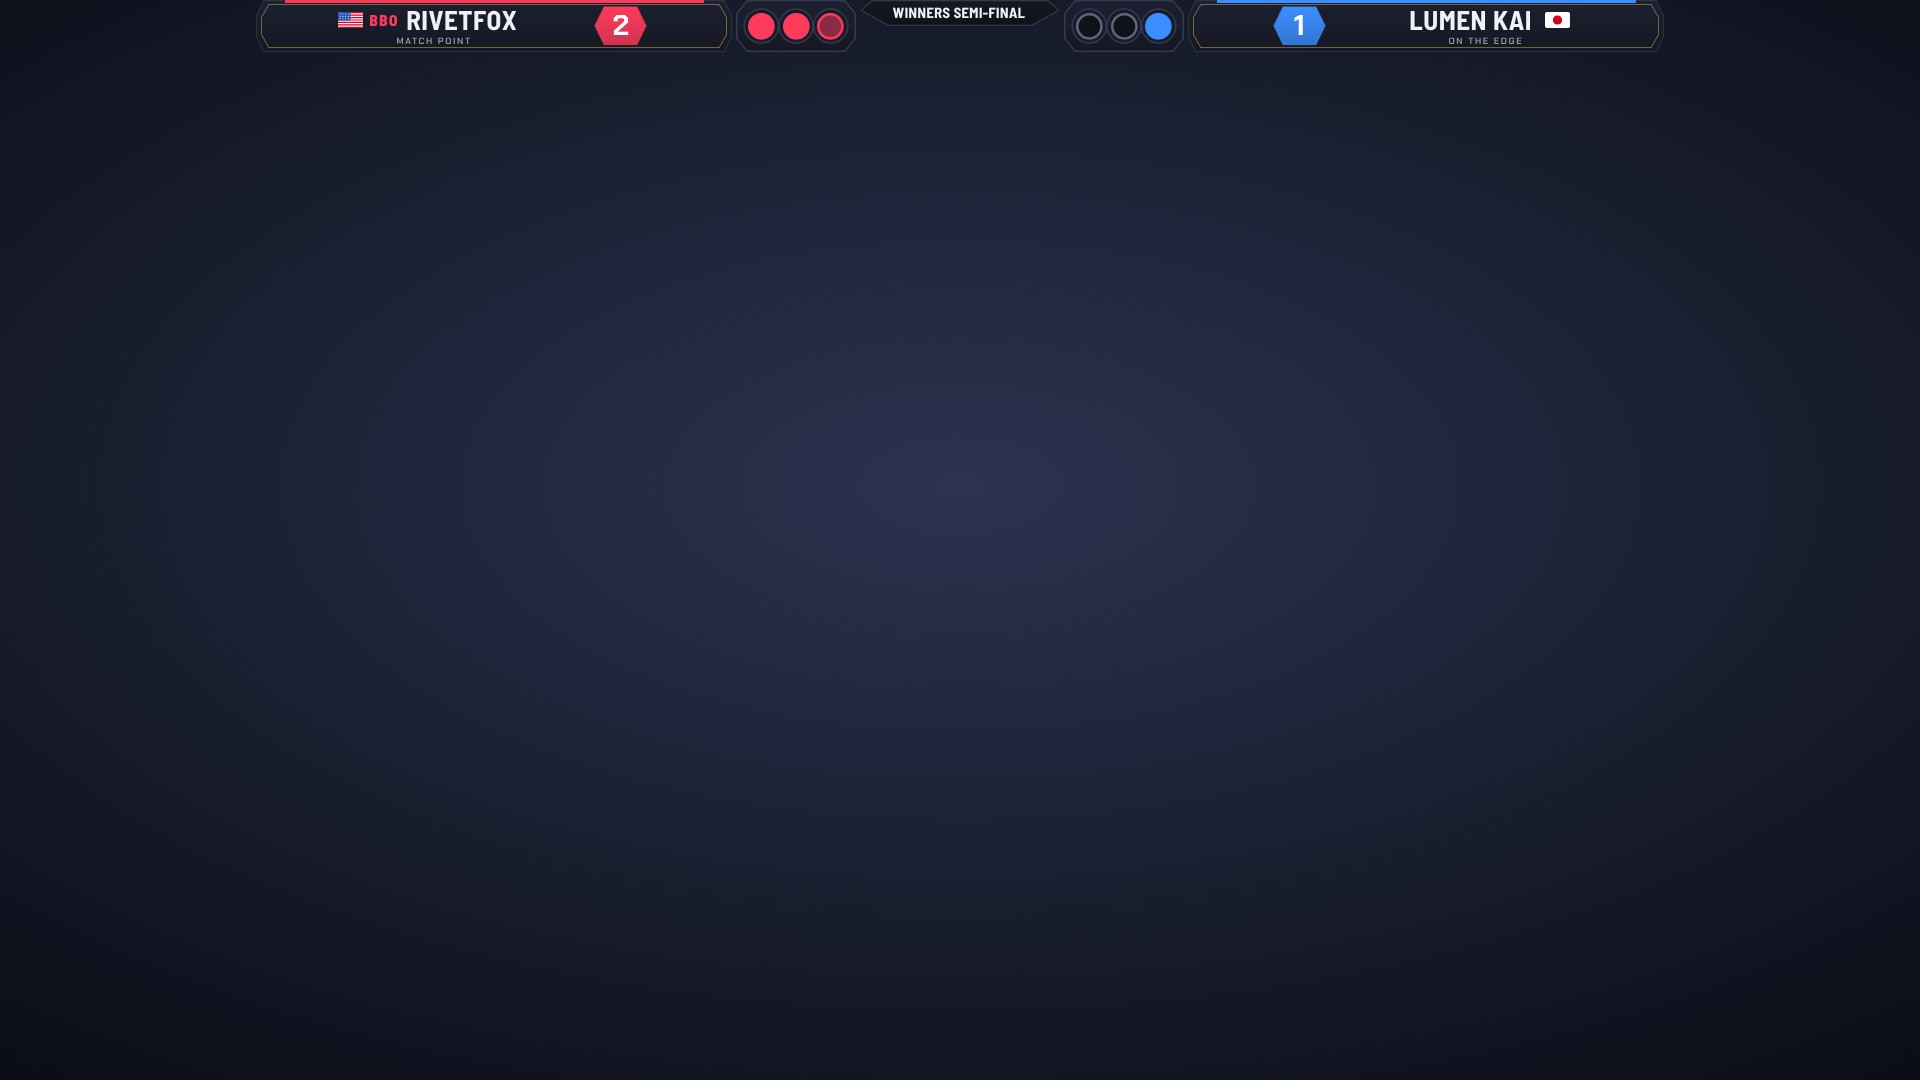 BBO RIVETFOX
MATCH POINT
2
WINNERS SEMI-FINAL
1
LUMEN KAI
ON THE EDGE